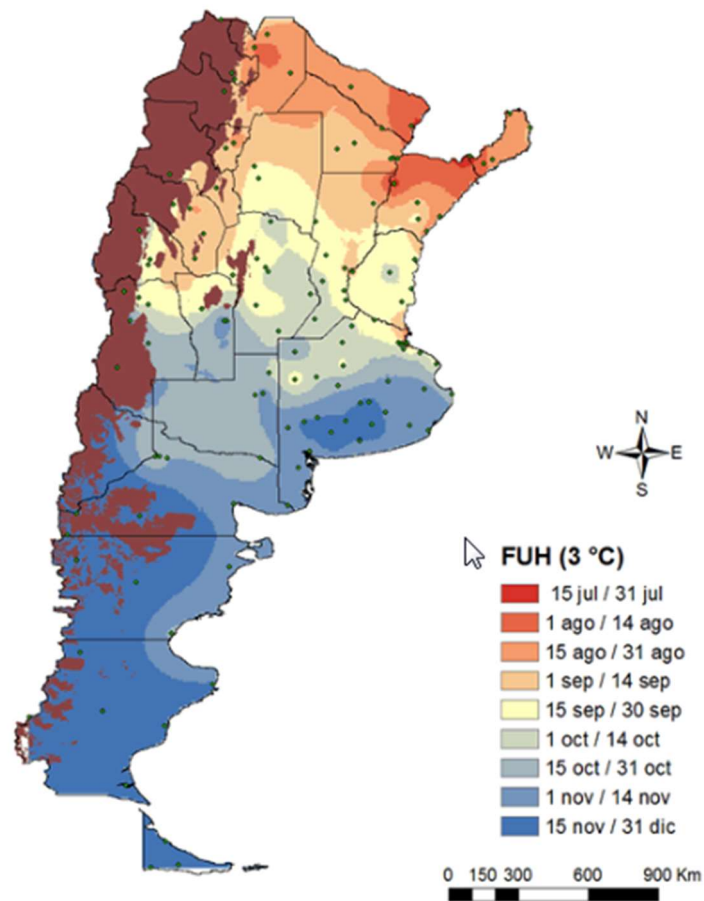 N
W E
S
FUH (3 °C)
15 jul / 31 jul
1 ago / 14 ago
15 ago / 31 ago
1 sep / 14 sep
15 sep / 30 sep
1 oct / 14 oct
15 oct / 31 oct
1 nov / 14 nov
15 nov / 31 dic
0 150 300 600 900 Km